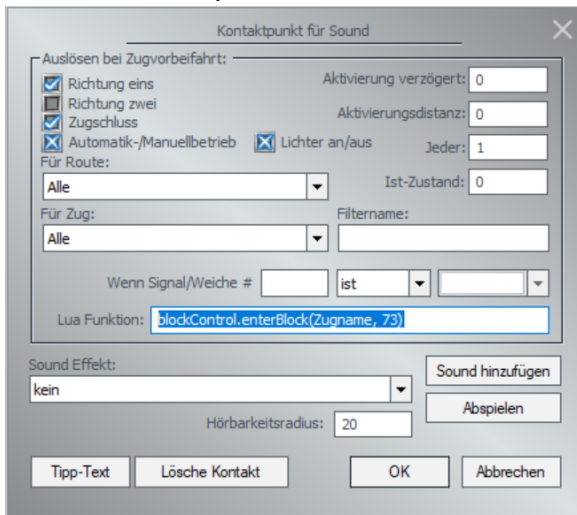 Kontaktpunkt für Sound
Auslösen bei Zugvorbeifahrt:
Richtung eins
Aktivierung verzögert: 0
Richtung zwei
Zugschluss
Aktivierungsdistanz: 0
Automatik-/Manuellbetrieb Lichter an/aus
Jeder: 1
Für Route:
Alle
Ist-Zustand: 0
Für Zug:
Filtername:
Alle
Wenn Signal/Weiche # ist
Lua Funktion: blockControl.enterBlock(Zugname, 73)
Sound Effekt:
Sound hinzufügen
kein
Abspielen
Hörbarkeitsradius: 20
Tipp-Text Lösche Kontakt OK Abbrechen